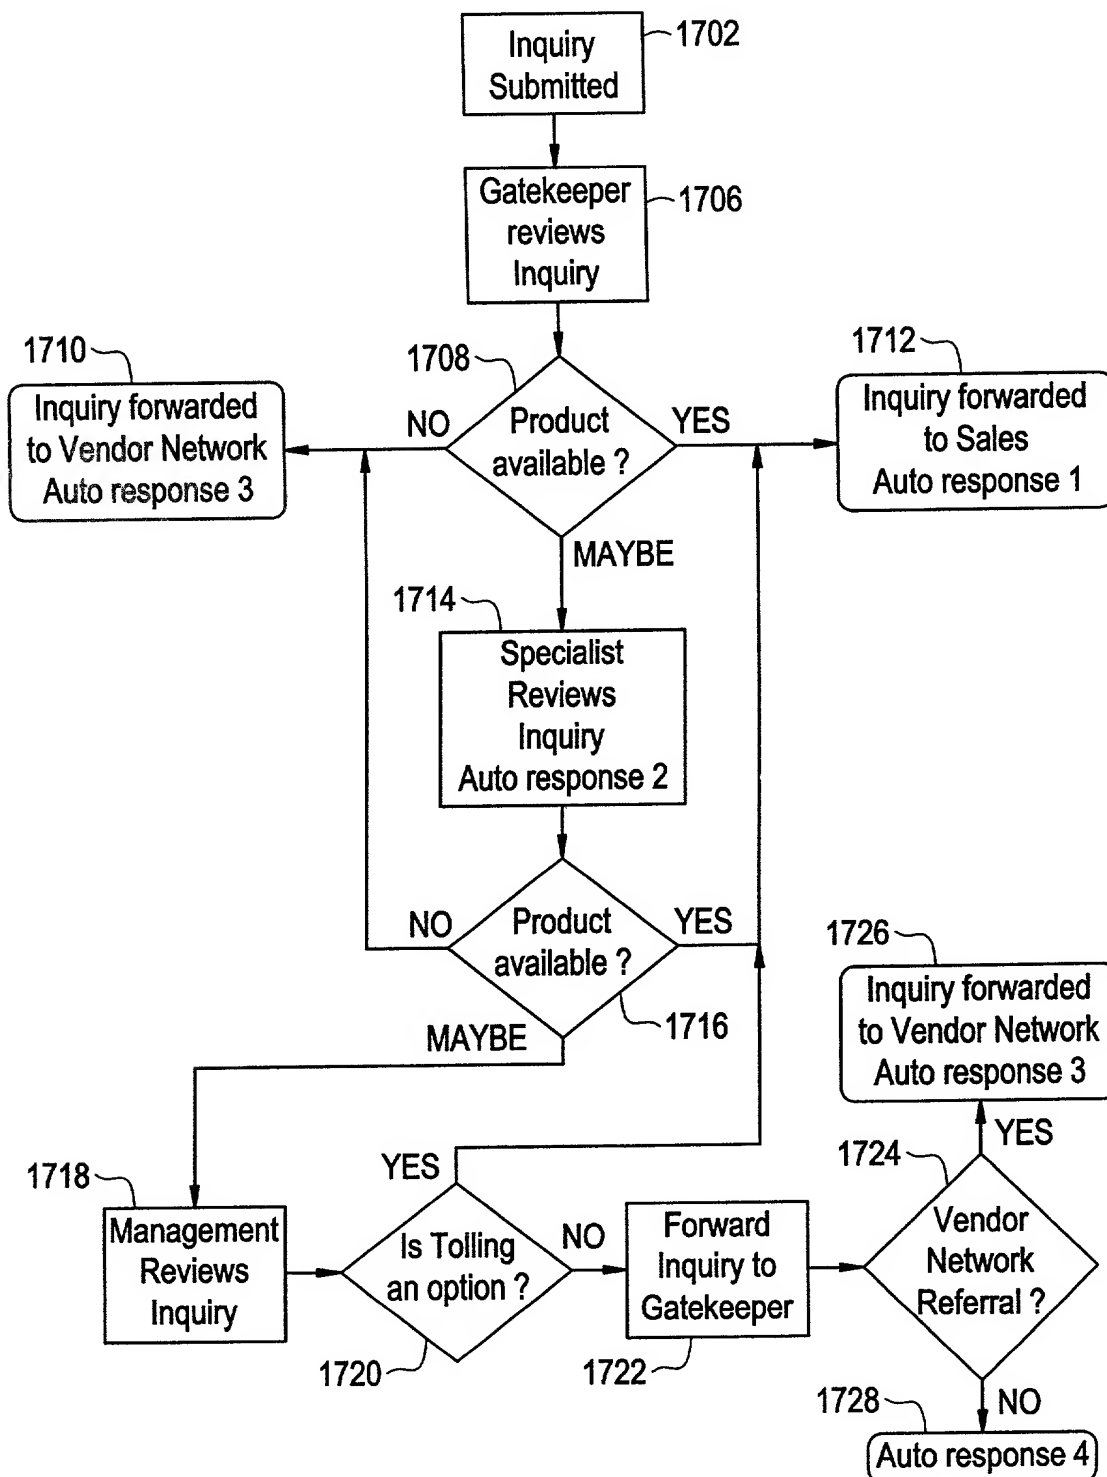 Inquiry
Submitted
1702
Gatekeeper
reviews
Inquiry
1706
1710
Inquiry forwarded
to Vendor Network
Auto response 3
NO
1708
Product
available ?
YES
1712
Inquiry forwarded
to Sales
Auto response 1
MAYBE
1714
Specialist
Reviews
Inquiry
Auto response 2
NO
Product
available ?
YES
1716
MAYBE
1726
Inquiry forwarded
to Vendor Network
Auto response 3
YES
1718
Management
Reviews
Inquiry
YES
Is Tolling
an option ?
1720
NO
Forward
Inquiry to
Gatekeeper
1722
1724
Vendor
Network
Referral ?
NO
1728
Auto response 4